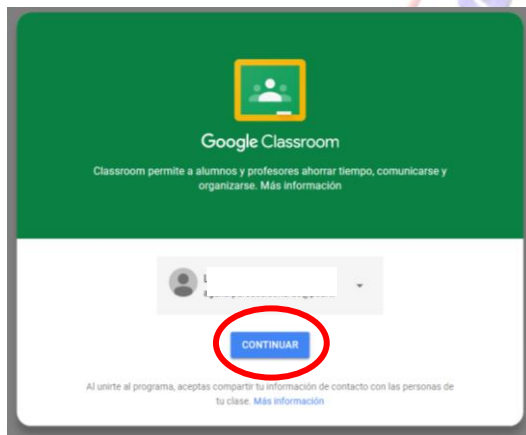 Google Classroom
Classroom permite a alumnos y profesores ahorrar tiempo, comunicarse y
organizarse. Más información
CONTINUAR
Al unirte al programa, aceptas compartir tu información de contacto con las personas de
tu clase. Más información